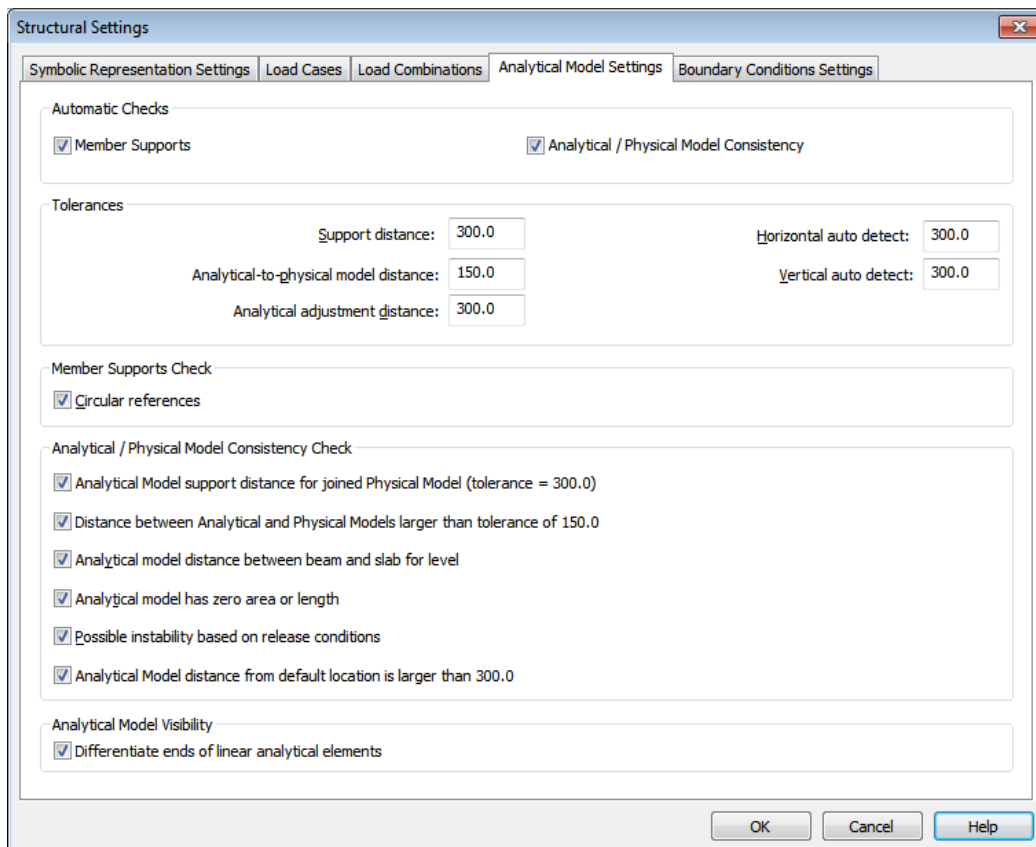 Structural Settings
Symbolic Representation Settings Load Cases Load Combinations Analytical Model Settings Boundary Conditions Settings
Automatic Checks
Member Supports Analytical / Physical Model Consistency
Tolerances
Support distance: 300.0 Horizontal auto detect: 300.0
Analytical-to-physical model distance: 150.0 Vertical auto detect: 300.0
Analytical adjustment distance: 300.0
Member Supports Check
Circular references
Analytical / Physical Model Consistency Check
Analytical Model support distance for joined Physical Model (tolerance = 300.0)
Distance between Analytical and Physical Models larger than tolerance of 150.0
Analytical model distance between beam and slab for level
Analytical model has zero area or length
Possible instability based on release conditions
Analytical Model distance from default location is larger than 300.0
Analytical Model Visibility
Differentiate ends of linear analytical elements
OK Cancel Help